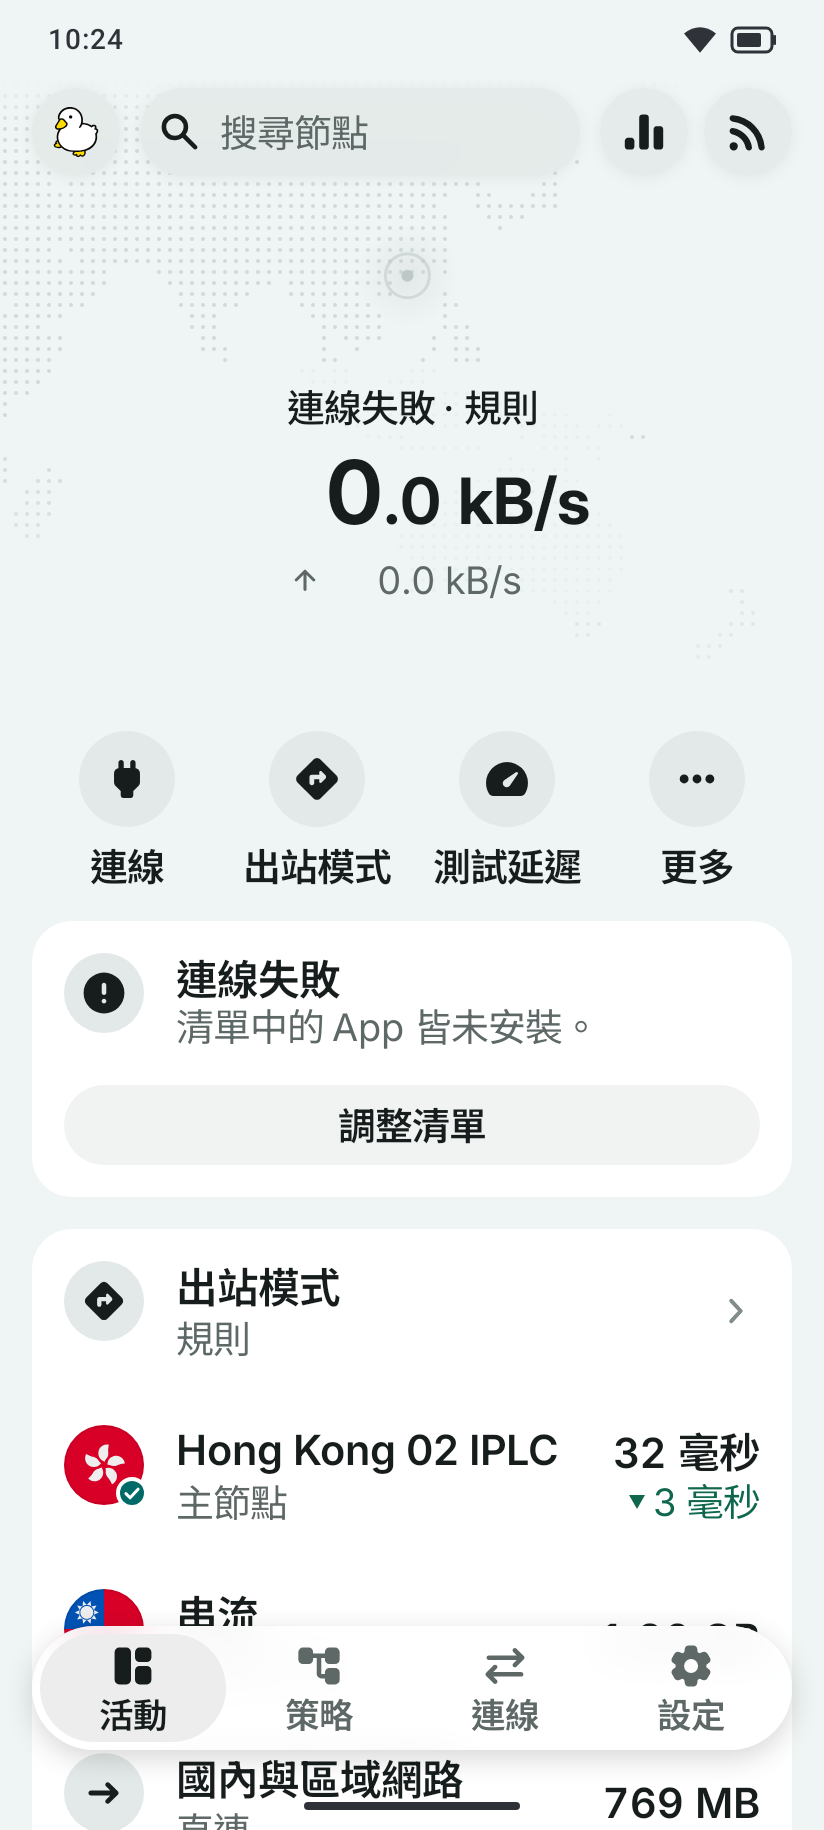 10:24
搜尋節點
連線失敗 · 規則
0.0 kB/s
↑ 0.0 kB/s
連線 出站模式 測試延遲 更多
連線失敗
清單中的 App 皆未安裝。
調整清單
出站模式
規則
Hong Kong 02 IPLC 32 毫秒
主節點 ▼3 毫秒
串流
活動 策略 連線 設定
國內與區域網路 769 MB
直連